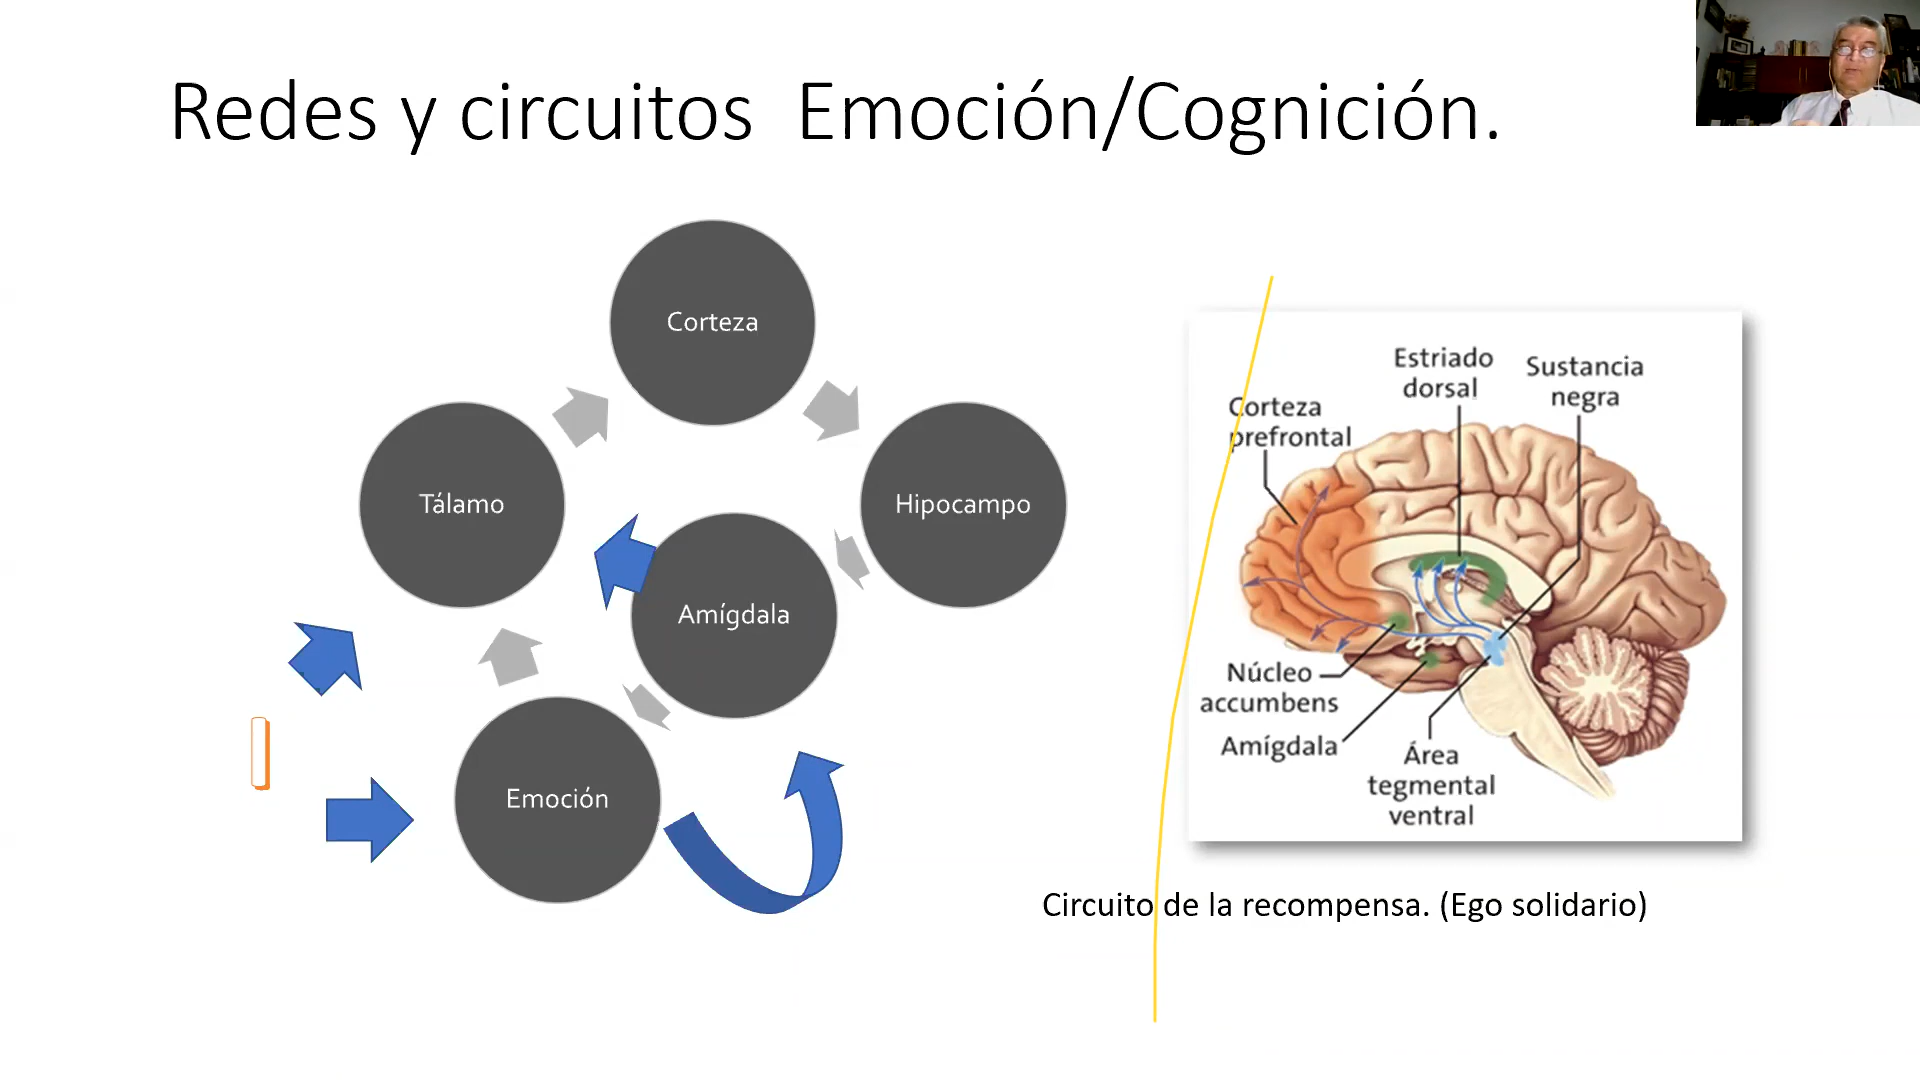 Redes y circuitos  Emoción/Cognición.
Corteza
Tálamo
Hipocampo
Amígdala
Emoción
Estriado
dorsal
Sustancia
negra
Corteza
prefrontal
Núcleo
accumbens
Amígdala
Área
tegmental
ventral
Circuito de la recompensa. (Ego solidario)